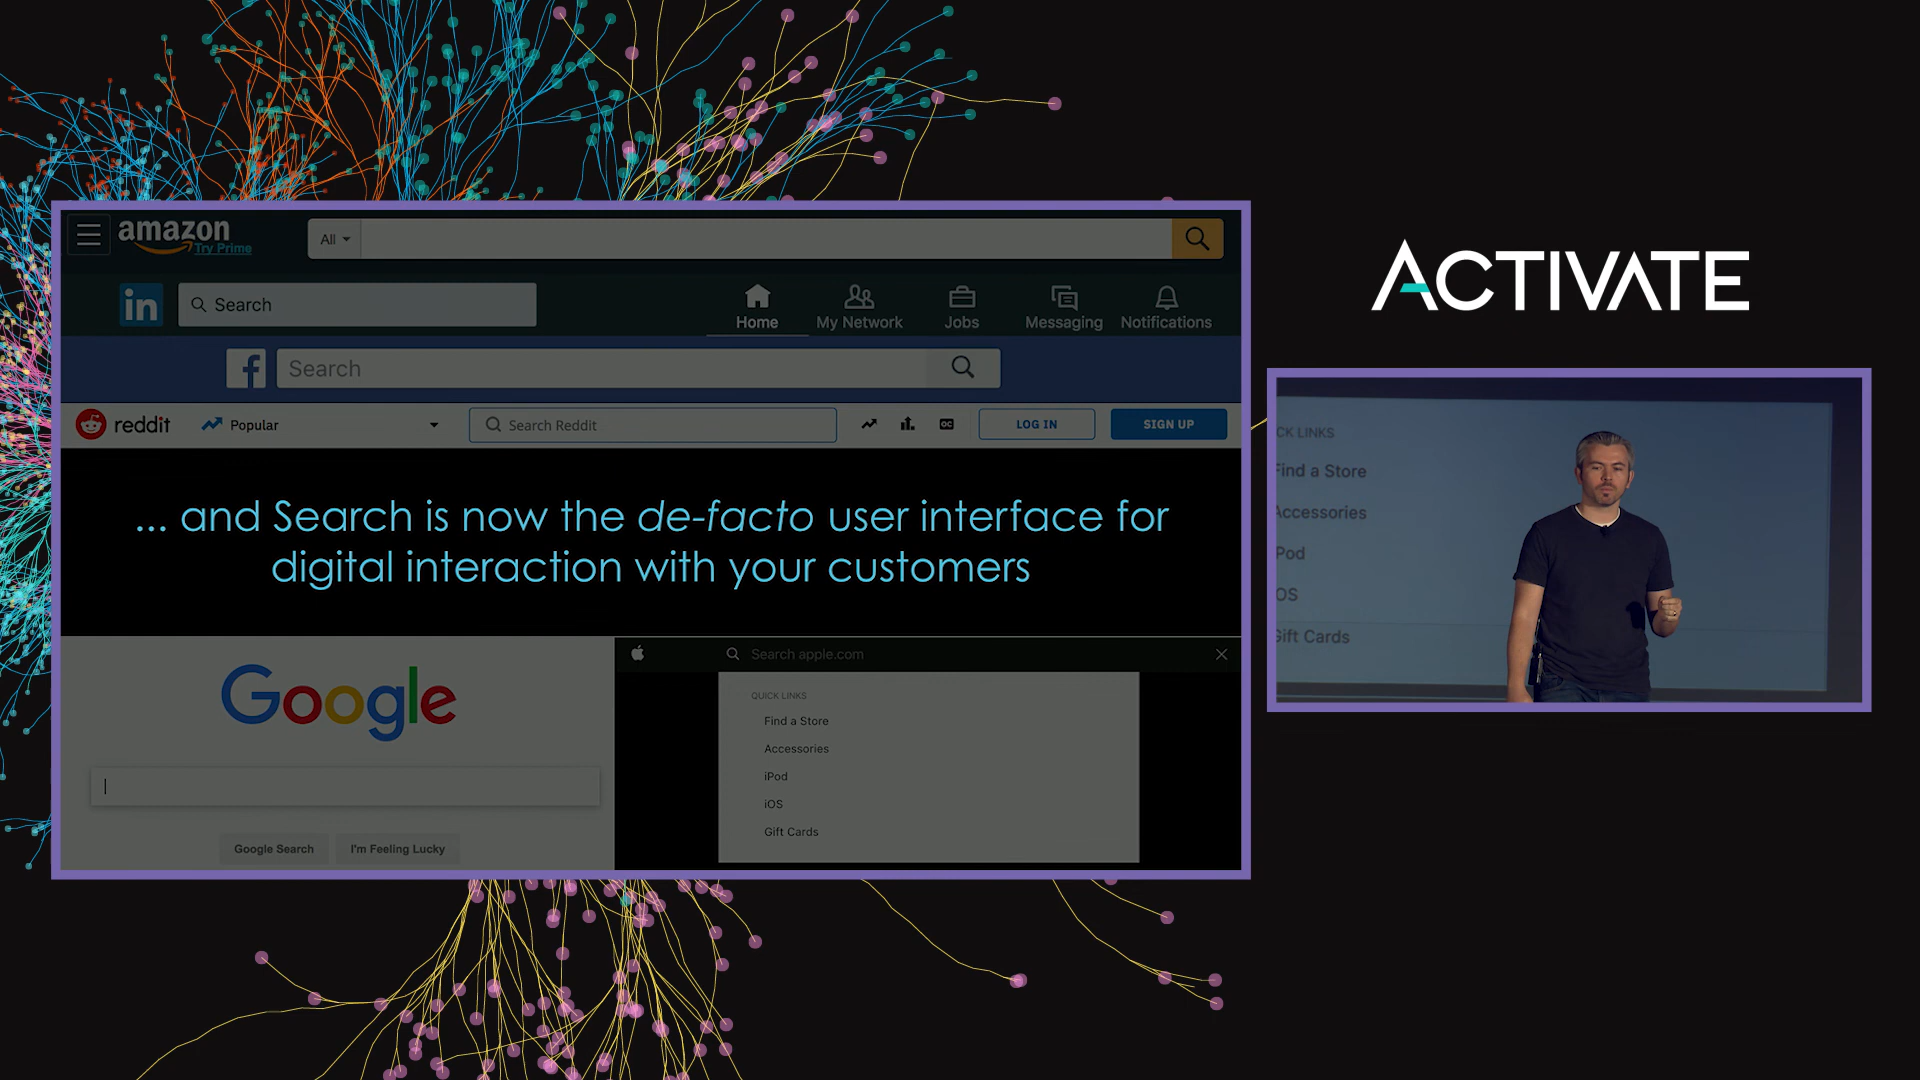 amazon
Try Prime
All
in
Search
Home
My Network
Jobs
Messaging
Notifications
f
Search
reddit
Popular
Search Reddit
OC
LOG IN
SIGN UP
... and Search is now the de-facto user interface for
digital interaction with your customers
Google
Google Search
I'm Feeling Lucky
Search apple.com
QUICK LINKS
Find a Store
Accessories
iPod
iOS
Gift Cards
ACTIVATE
CK LINKS
Find a Store
Accessories
Pod
OS
Gift Cards